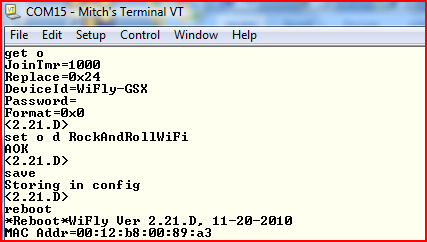 COM15 - Mitch's Terminal VT
File Edit Setup Control Window Help
get o
JoinTmr=1000
Replace=0x24
DeviceId=WiFly-GSX
Password=
Format=0x0
<2.21.D>
set o d RockAndRollWiFi
AOK
<2.21.D>
save
Storing in config
<2.21.D>
reboot
*Reboot*WiFly Ver 2.21.D, 11-20-2010
MAC Addr=00:12:b8:00:89:a3